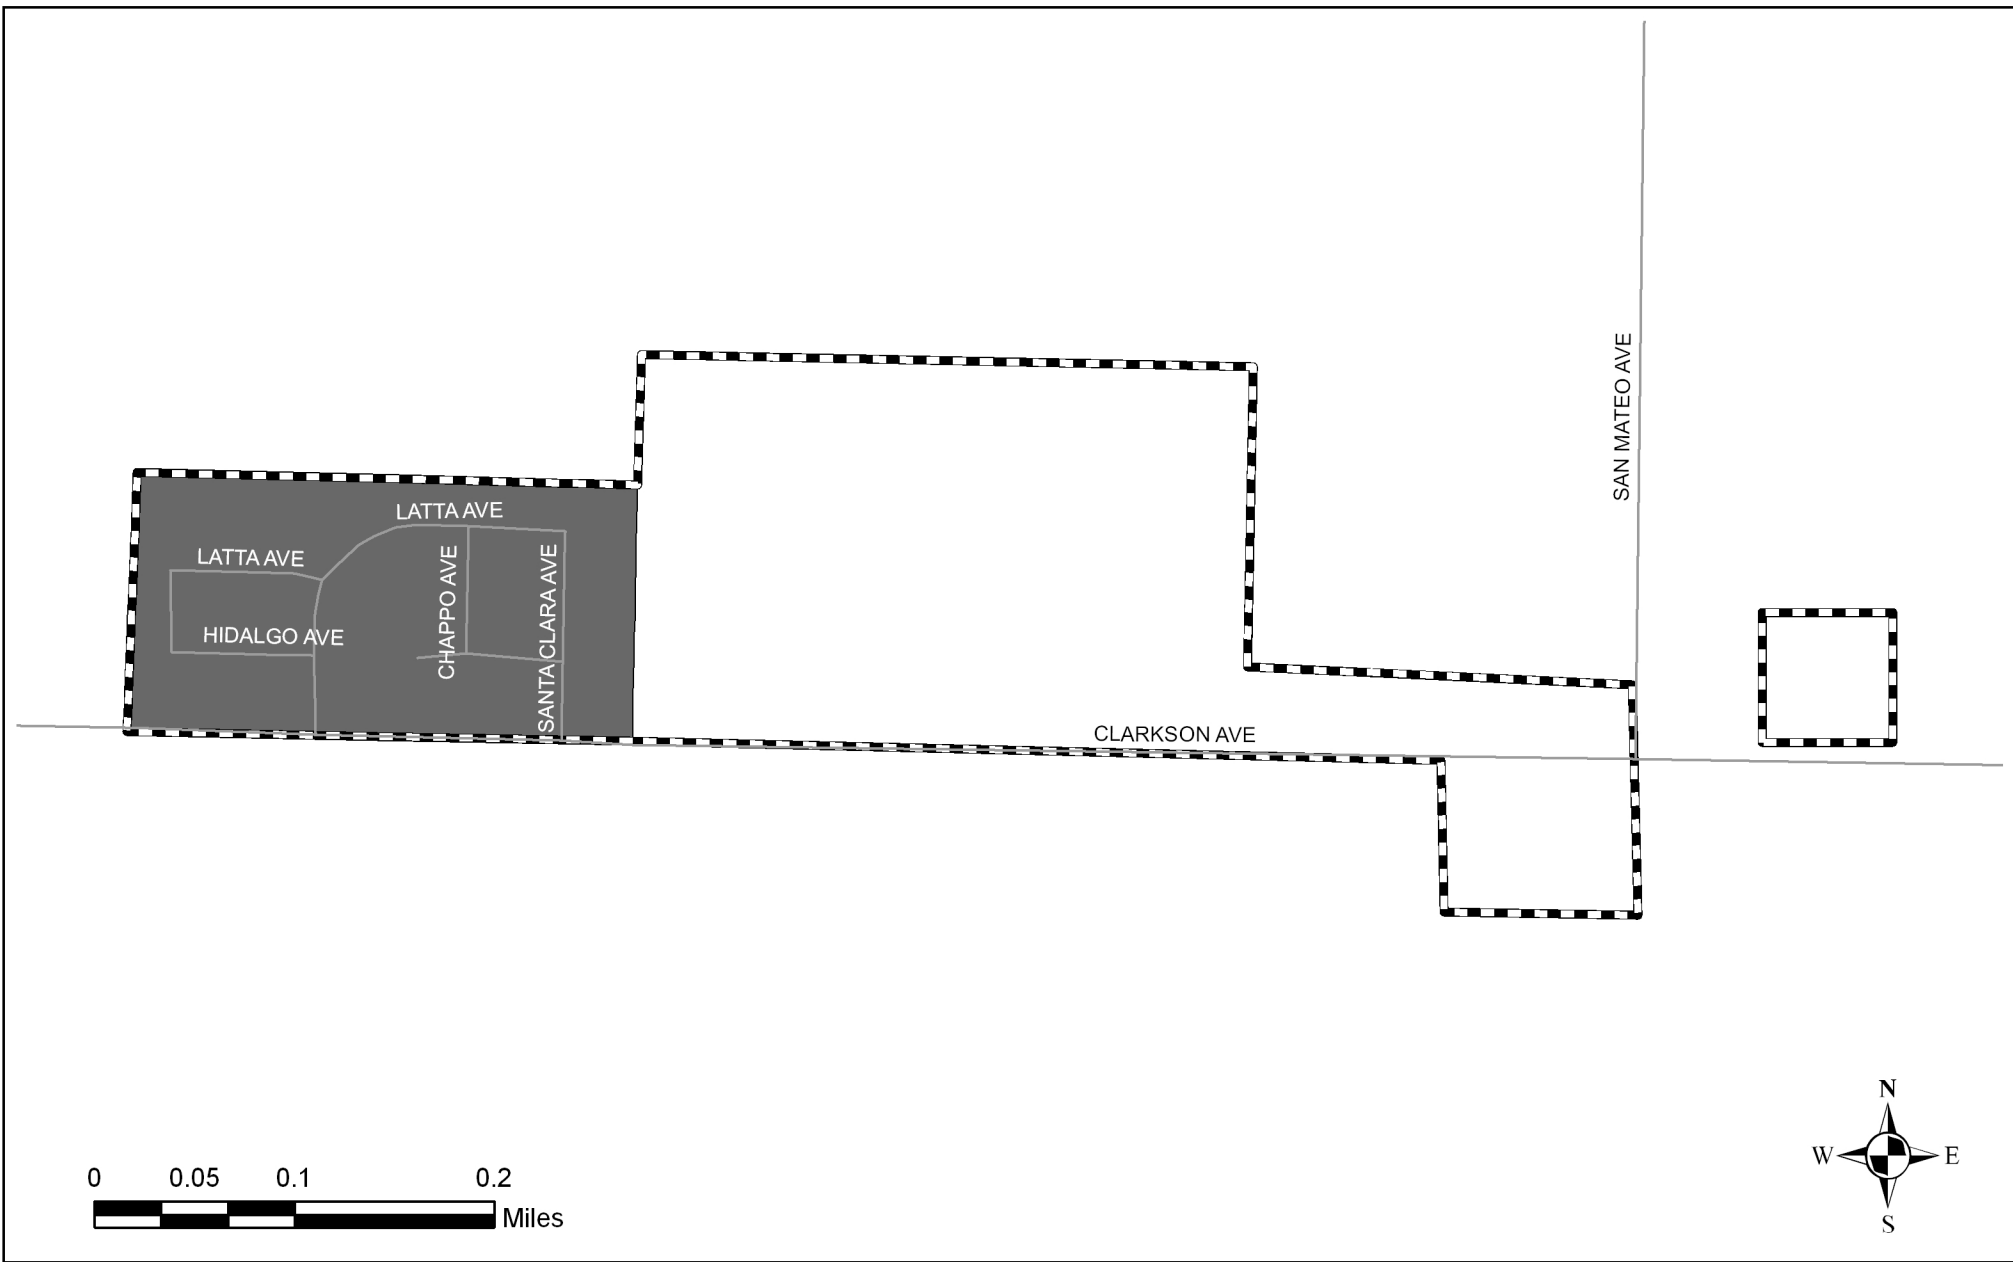 SAN MATEO AVE
LATTA AVE
LATTA AVE
CHAPPO AVE
SANTA CLARA AVE
HIDALGO AVE
CLARKSON AVE
N
W
E
S
0
0.05
0.1
0.2
Miles